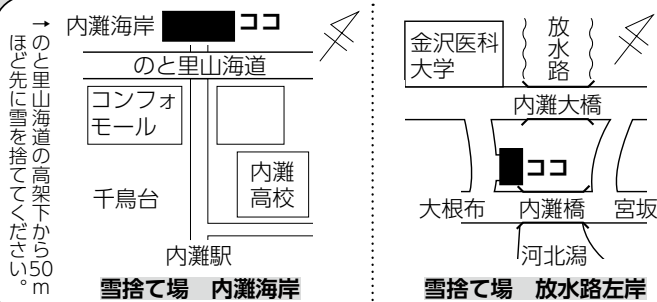 →のと里山海道の高架下から50m
ほど先に雪を捨ててください。
内灘海岸
ココ
のと里山海道
コンフォ
モール
千鳥台
内灘
高校
内灘駅
雪捨て場　内灘海岸
金沢医科
大学
放水路
内灘大橋
ココ
大根布
内灘橋
宮坂
河北潟
雪捨て場　放水路左岸